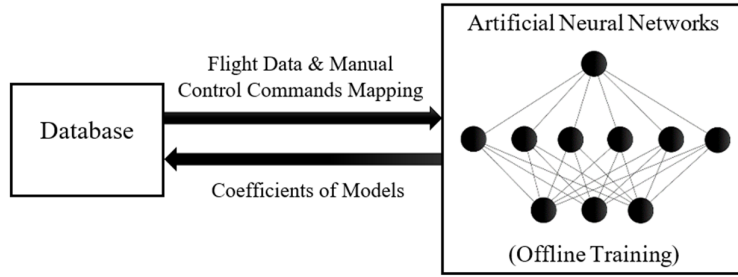 Artificial Neural Networks
Flight Data & Manual
Control Commands Mapping
Database
Coefficients of Models
(Offline Training)